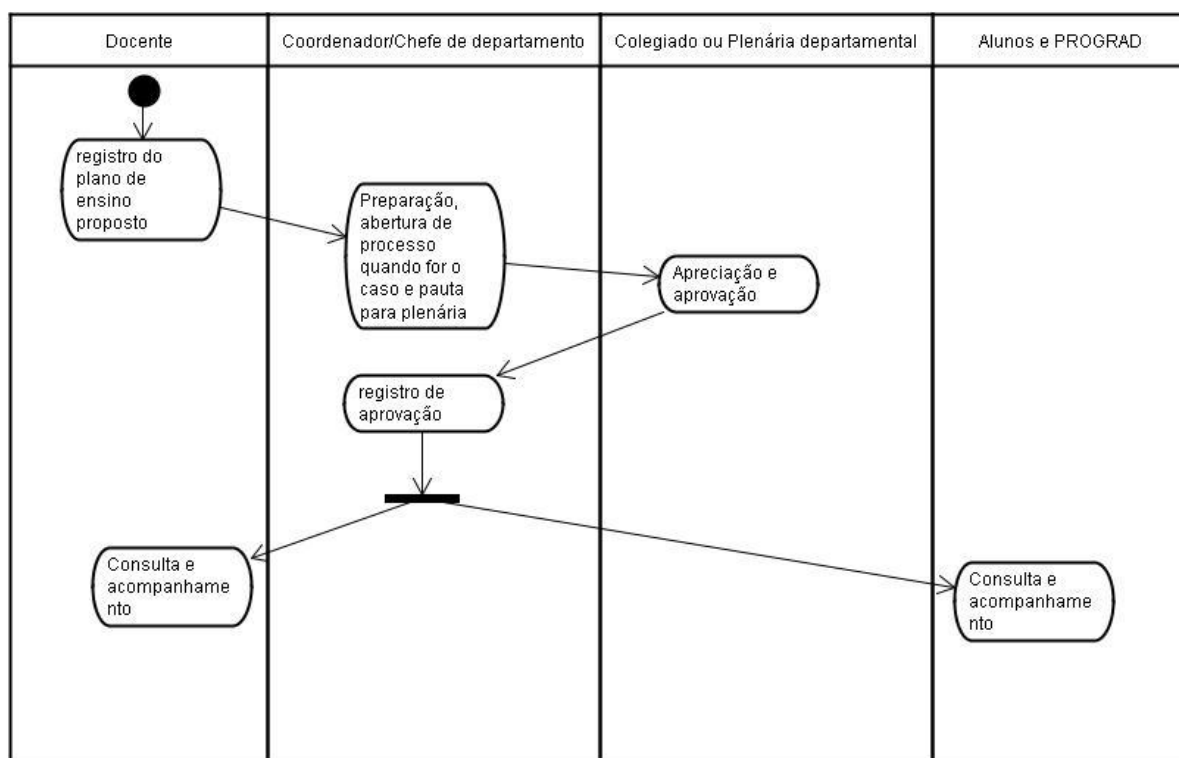 Docente
Coordenador/Chefe de departamento
Colegiado ou Plenária departamental
Alunos e PROGRAD
registro do
plano de
ensino
proposto
Preparação,
abertura de
processo
quando for o
caso e pauta
para plenária
Apreciação e
aprovação
registro de
aprovação
Consulta e
acompanhame
nto
Consulta e
acompanhame
nto